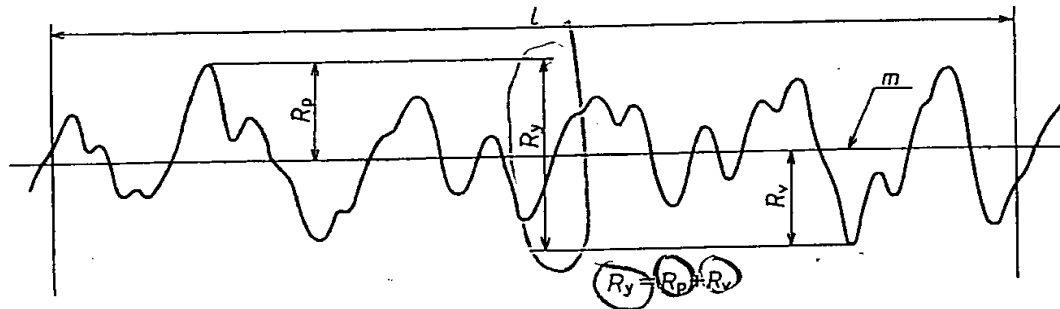 l
m
Rp
Ry
Rv
Ry = Rp + Rv